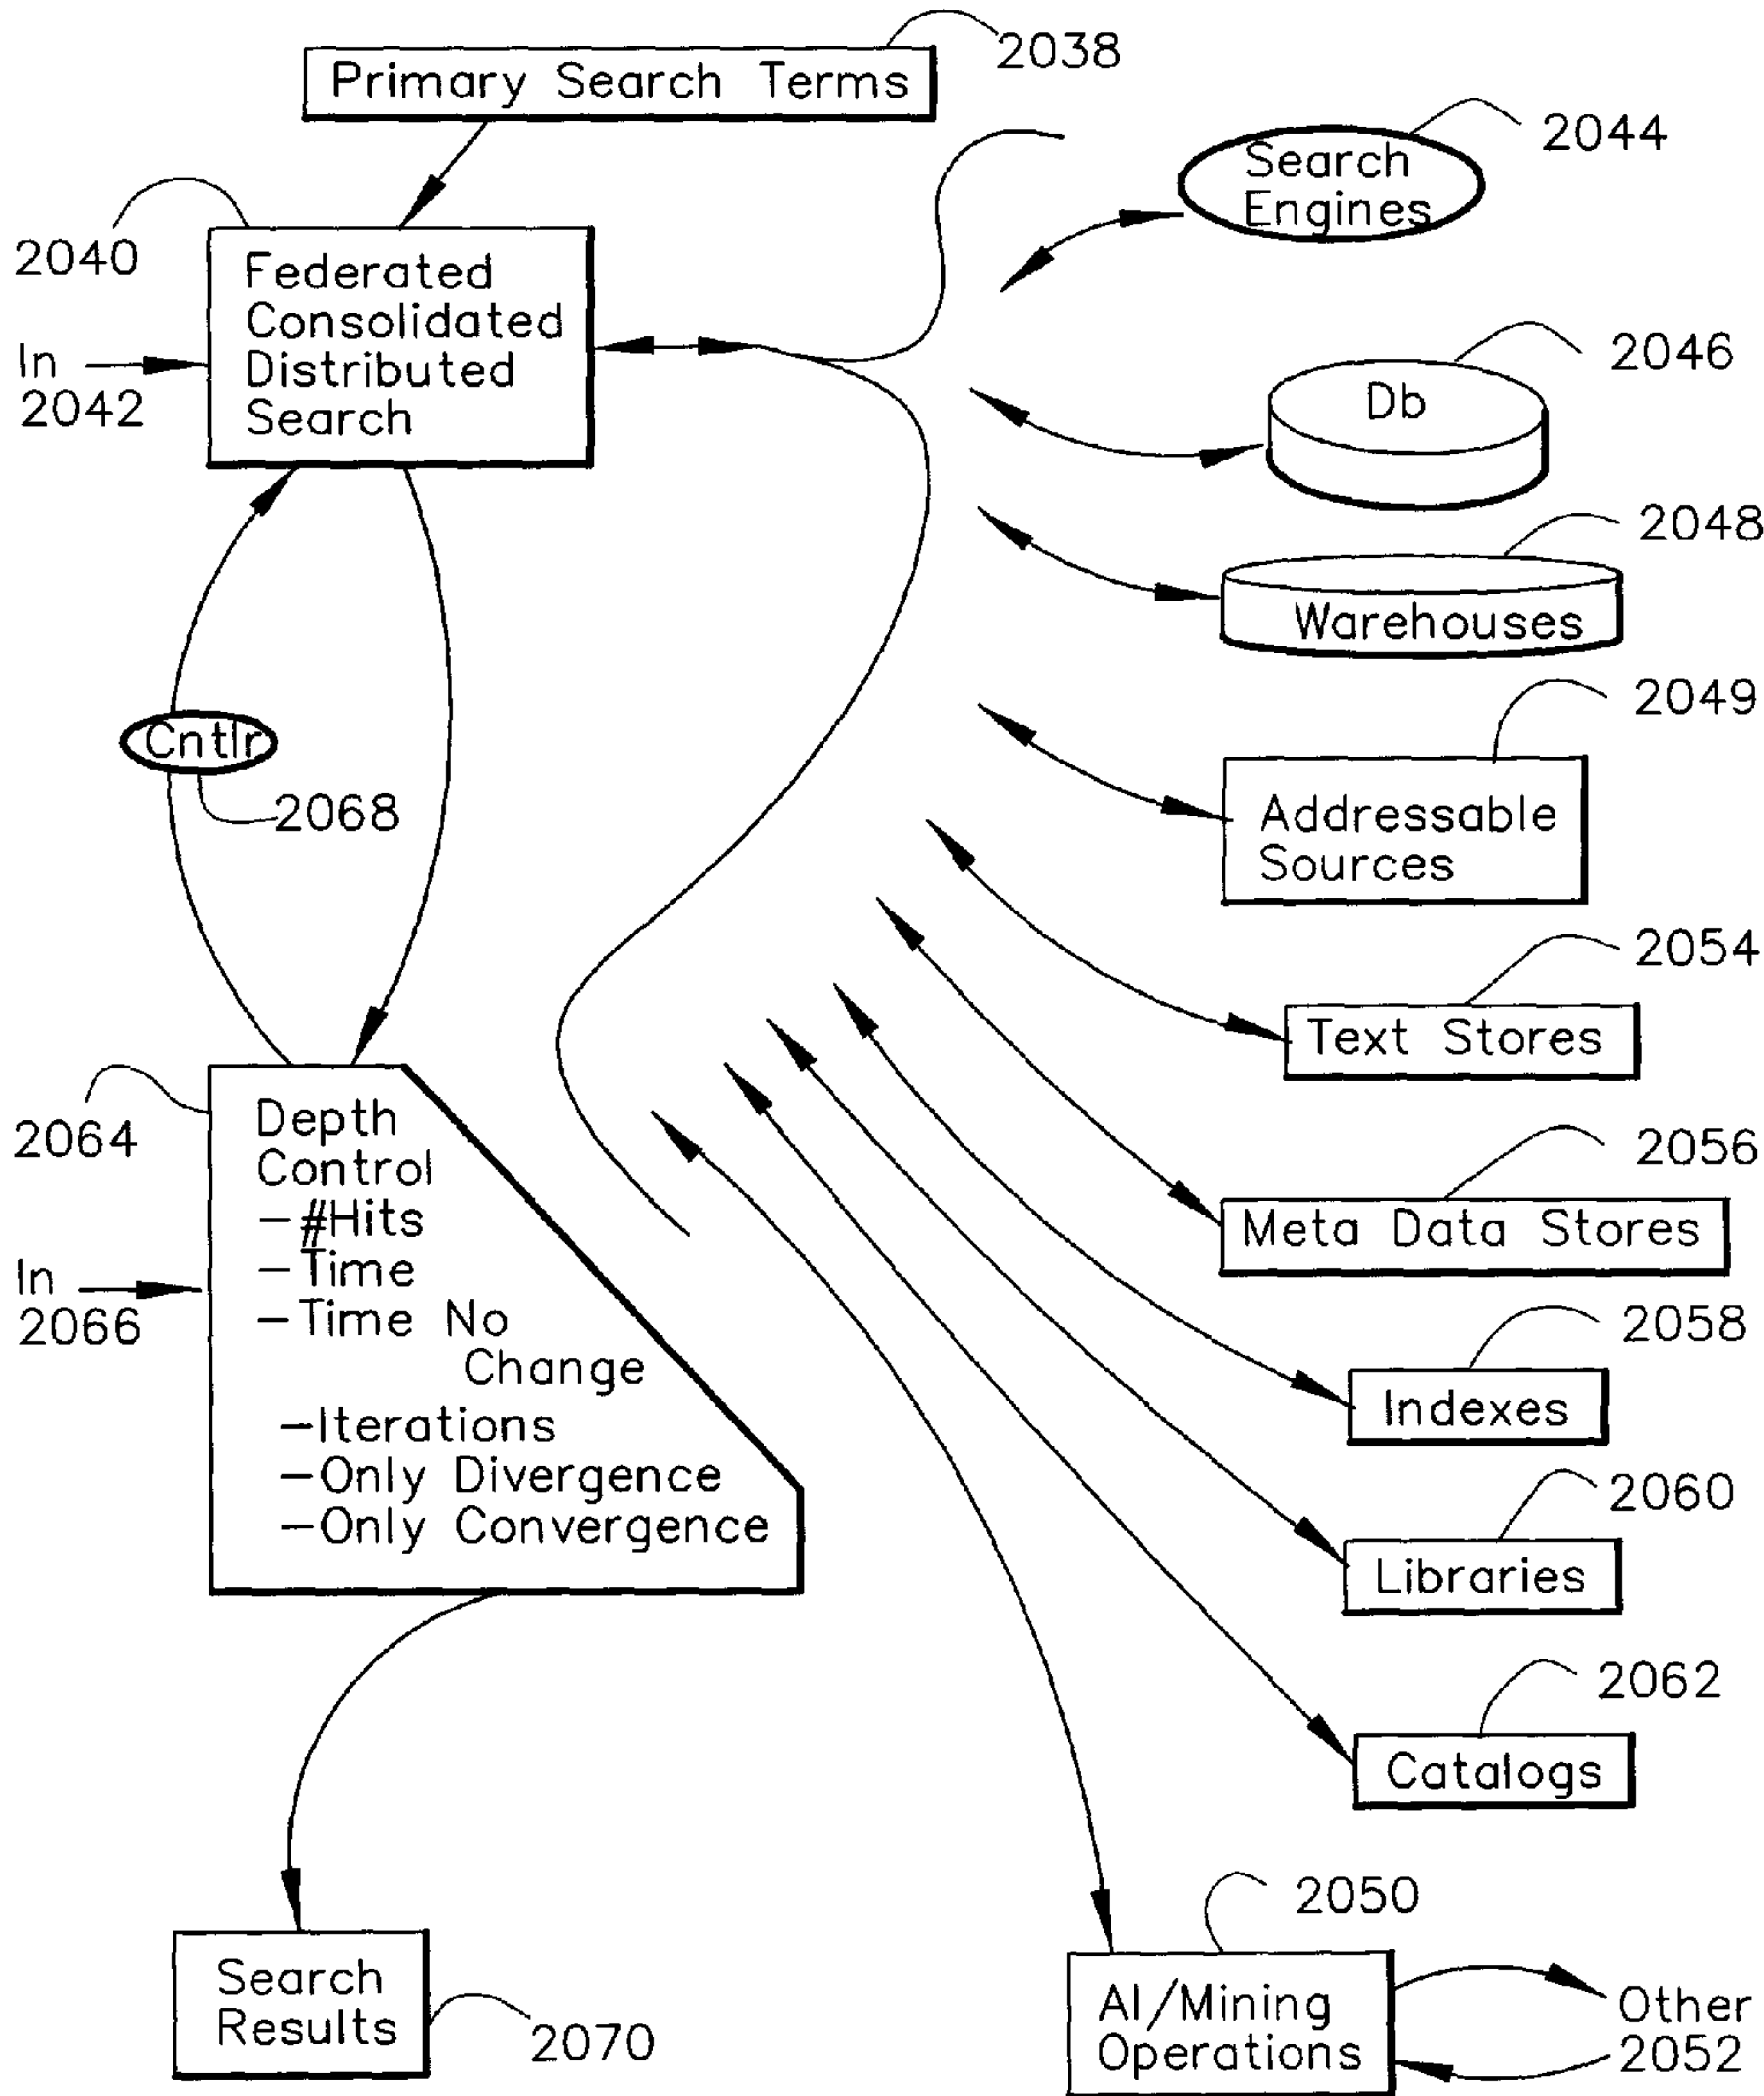 Primary Search Terms
2038
2040
Federated
Consolidated
Distributed
Search
In
2042
Search
Engines
2044
Db
2046
Warehouses
2048
Addressable
Sources
2049
Text Stores
2054
Meta Data Stores
2056
Indexes
2058
Libraries
2060
Catalogs
2062
Cntlr
2068
2064
Depth
Control
-#Hits
-Time
-Time No
Change
-Iterations
-Only Divergence
-Only Convergence
In
2066
Search
Results
2070
AI/Mining
Operations
2050
Other
2052